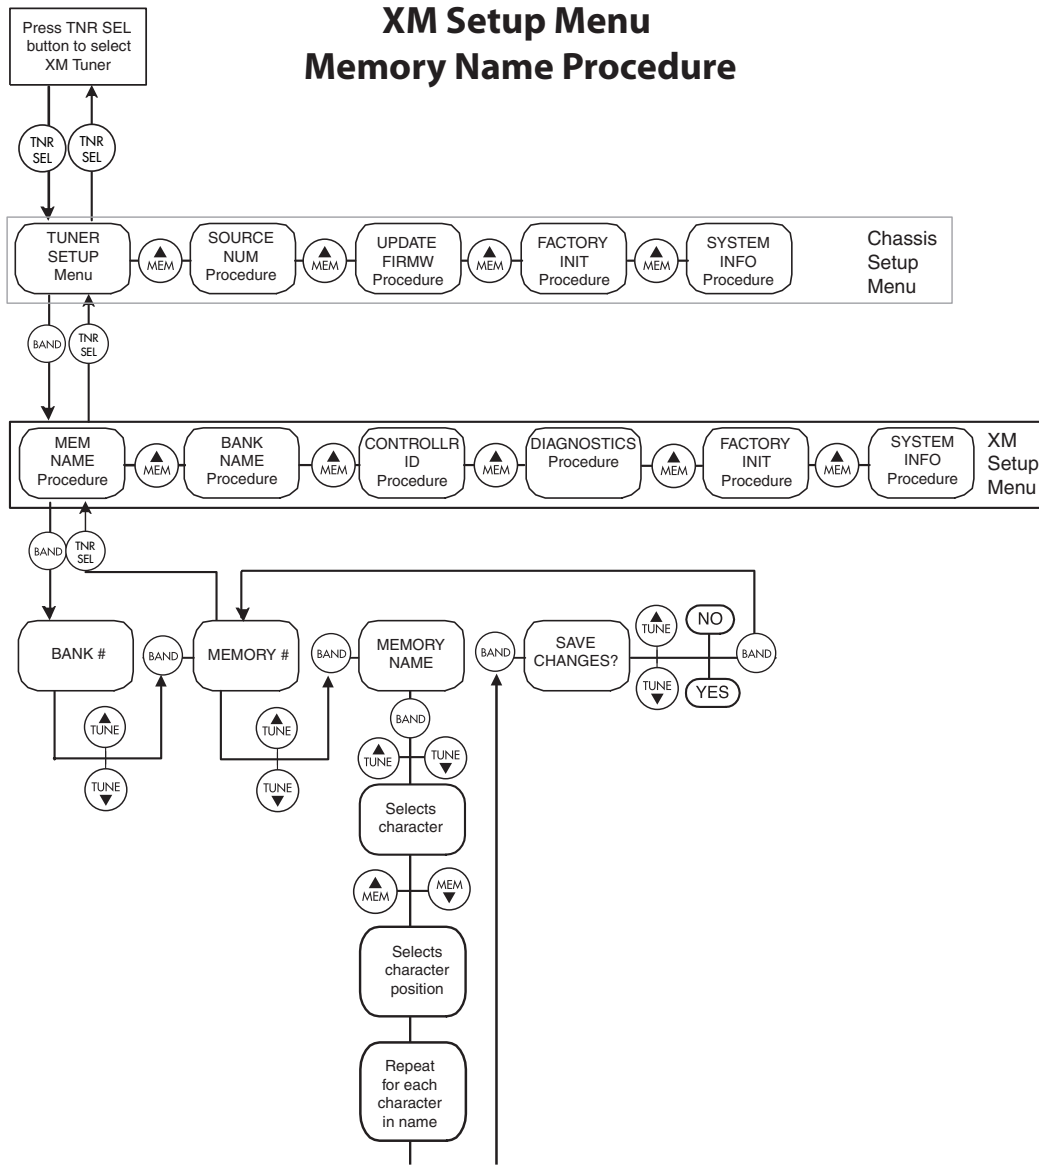 XM Setup Menu
Memory Name Procedure
Press TNR SEL
button to select
XM Tuner
TNR
SEL
TNR
SEL
TUNER
SETUP
Menu
MEM
SOURCE
NUM
Procedure
MEM
UPDATE
FIRMW
Procedure
MEM
FACTORY
INIT
Procedure
MEM
SYSTEM
INFO
Procedure
Chassis
Setup
Menu
BAND
TNR
SEL
MEM
NAME
Procedure
MEM
BANK
NAME
Procedure
MEM
CONTROLLR
ID
Procedure
MEM
DIAGNOSTICS
Procedure
MEM
FACTORY
INIT
Procedure
MEM
SYSTEM
INFO
Procedure
XM
Setup
Menu
BAND
TNR
SEL
BANK #
BAND
TUNE
TUNE
MEMORY #
BAND
TUNE
TUNE
MEMORY
NAME
BAND
TUNE
TUNE
Selects
character
MEM
MEM
Selects
character
position
Repeat
for each
character
in name
BAND
SAVE
CHANGES?
TUNE
TUNE
NO
YES
BAND